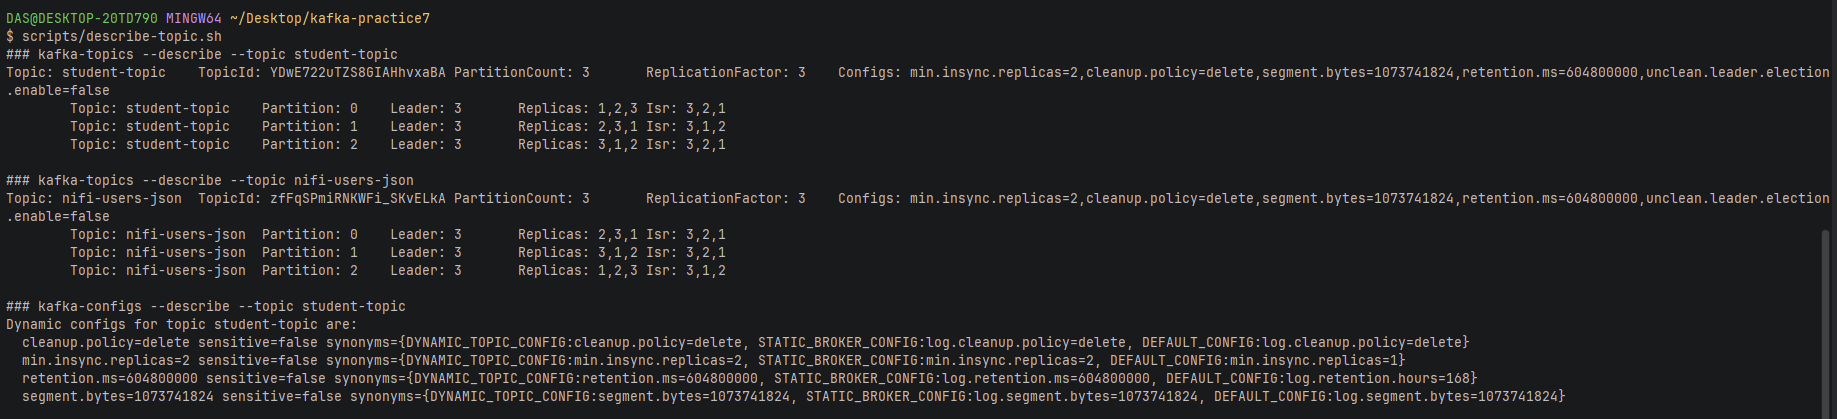 DAS@DESKTOP-20TD790 MINGW64 ~/Desktop/kafka-practice7
$ scripts/describe-topic.sh
### kafka-topics --describe --topic student-topic
Topic: student-topic    TopicId: YDwE722uTZS8GIAHhvxaBA PartitionCount: 3       ReplicationFactor: 3    Configs: min.insync.replicas=2,cleanup.policy=delete,segment.bytes=1073741824,retention.ms=604800000,unclean.leader.election
.enable=false
        Topic: student-topic    Partition: 0    Leader: 3       Replicas: 1,2,3 Isr: 3,2,1
        Topic: student-topic    Partition: 1    Leader: 3       Replicas: 2,3,1 Isr: 3,1,2
        Topic: student-topic    Partition: 2    Leader: 3       Replicas: 3,1,2 Isr: 3,2,1

### kafka-topics --describe --topic nifi-users-json
Topic: nifi-users-json  TopicId: zfFqSPmiRNKWFi_SKvELkA PartitionCount: 3       ReplicationFactor: 3    Configs: min.insync.replicas=2,cleanup.policy=delete,segment.bytes=1073741824,retention.ms=604800000,unclean.leader.election
.enable=false
        Topic: nifi-users-json  Partition: 0    Leader: 3       Replicas: 2,3,1 Isr: 3,2,1
        Topic: nifi-users-json  Partition: 1    Leader: 3       Replicas: 3,1,2 Isr: 3,2,1
        Topic: nifi-users-json  Partition: 2    Leader: 3       Replicas: 1,2,3 Isr: 3,1,2

### kafka-configs --describe --topic student-topic
Dynamic configs for topic student-topic are:
  cleanup.policy=delete sensitive=false synonyms={DYNAMIC_TOPIC_CONFIG:cleanup.policy=delete, STATIC_BROKER_CONFIG:log.cleanup.policy=delete, DEFAULT_CONFIG:log.cleanup.policy=delete}
  min.insync.replicas=2 sensitive=false synonyms={DYNAMIC_TOPIC_CONFIG:min.insync.replicas=2, STATIC_BROKER_CONFIG:min.insync.replicas=2, DEFAULT_CONFIG:min.insync.replicas=1}
  retention.ms=604800000 sensitive=false synonyms={DYNAMIC_TOPIC_CONFIG:retention.ms=604800000, STATIC_BROKER_CONFIG:log.retention.ms=604800000, DEFAULT_CONFIG:log.retention.hours=168}
  segment.bytes=1073741824 sensitive=false synonyms={DYNAMIC_TOPIC_CONFIG:segment.bytes=1073741824, STATIC_BROKER_CONFIG:log.segment.bytes=1073741824, DEFAULT_CONFIG:log.segment.bytes=1073741824}